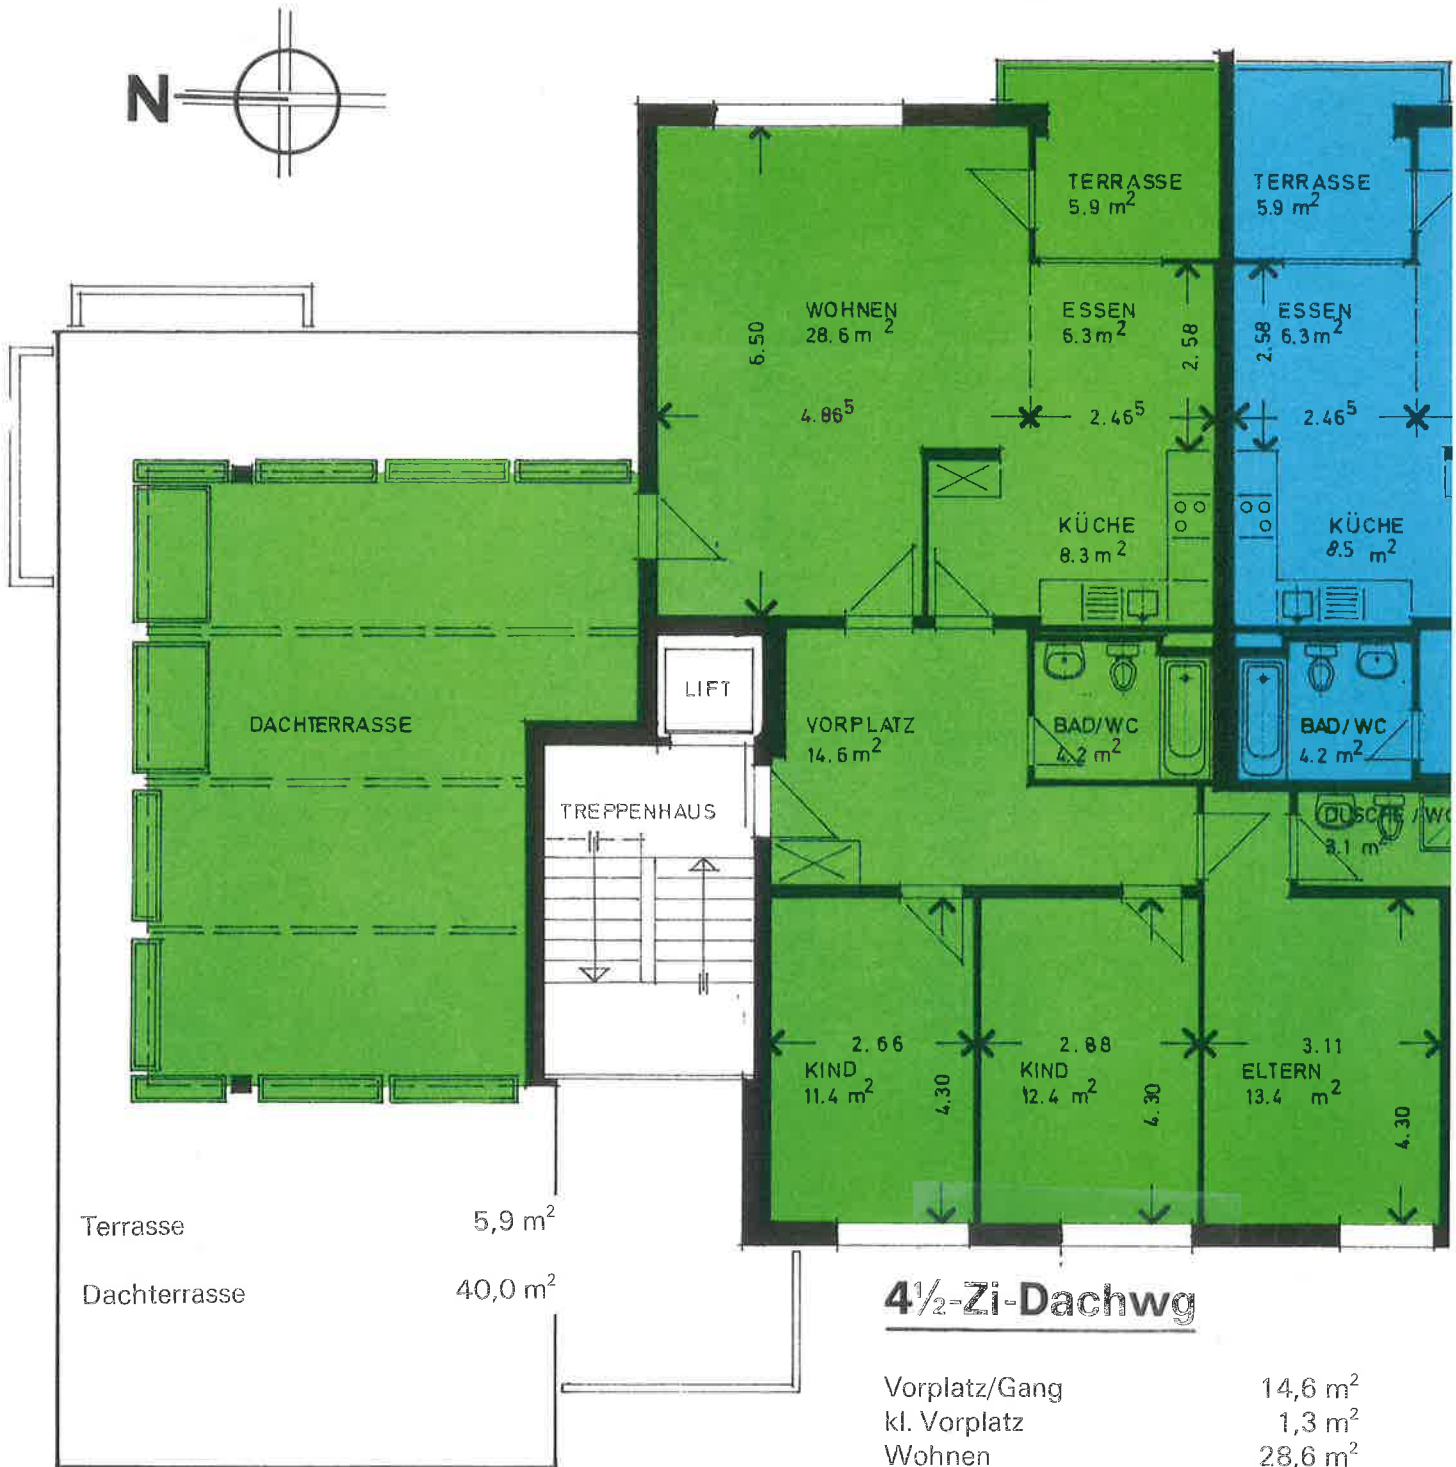 N
TERRASSE
5.9 m²
TERRASSE
5.9 m²
WOHNEN
28.6 m²
ESSEN
6.3 m²
ESSEN
6.3 m²
6.50
2.58
2.58
4.86⁵
2.46⁵
2.46⁵
KÜCHE
8.3 m²
KÜCHE
8.5 m²
LIFT
DACHTERRASSE
VORPLATZ
14.6 m²
BAD/WC
4.2 m²
BAD/WC
4.2 m²
TREPPENHAUS
DUSCHE/WC
3.1 m²
2.66
2.88
3.11
KIND
11.4 m²
KIND
12.4 m²
ELTERN
13.4 m²
4.30
4.30
4.30
Terrasse 5,9 m²
Dachterrasse 40,0 m²
4½-Zi-Dachwg
Vorplatz/Gang 14,6 m²
kl. Vorplatz 1,3 m²
Wohnen 28,6 m²